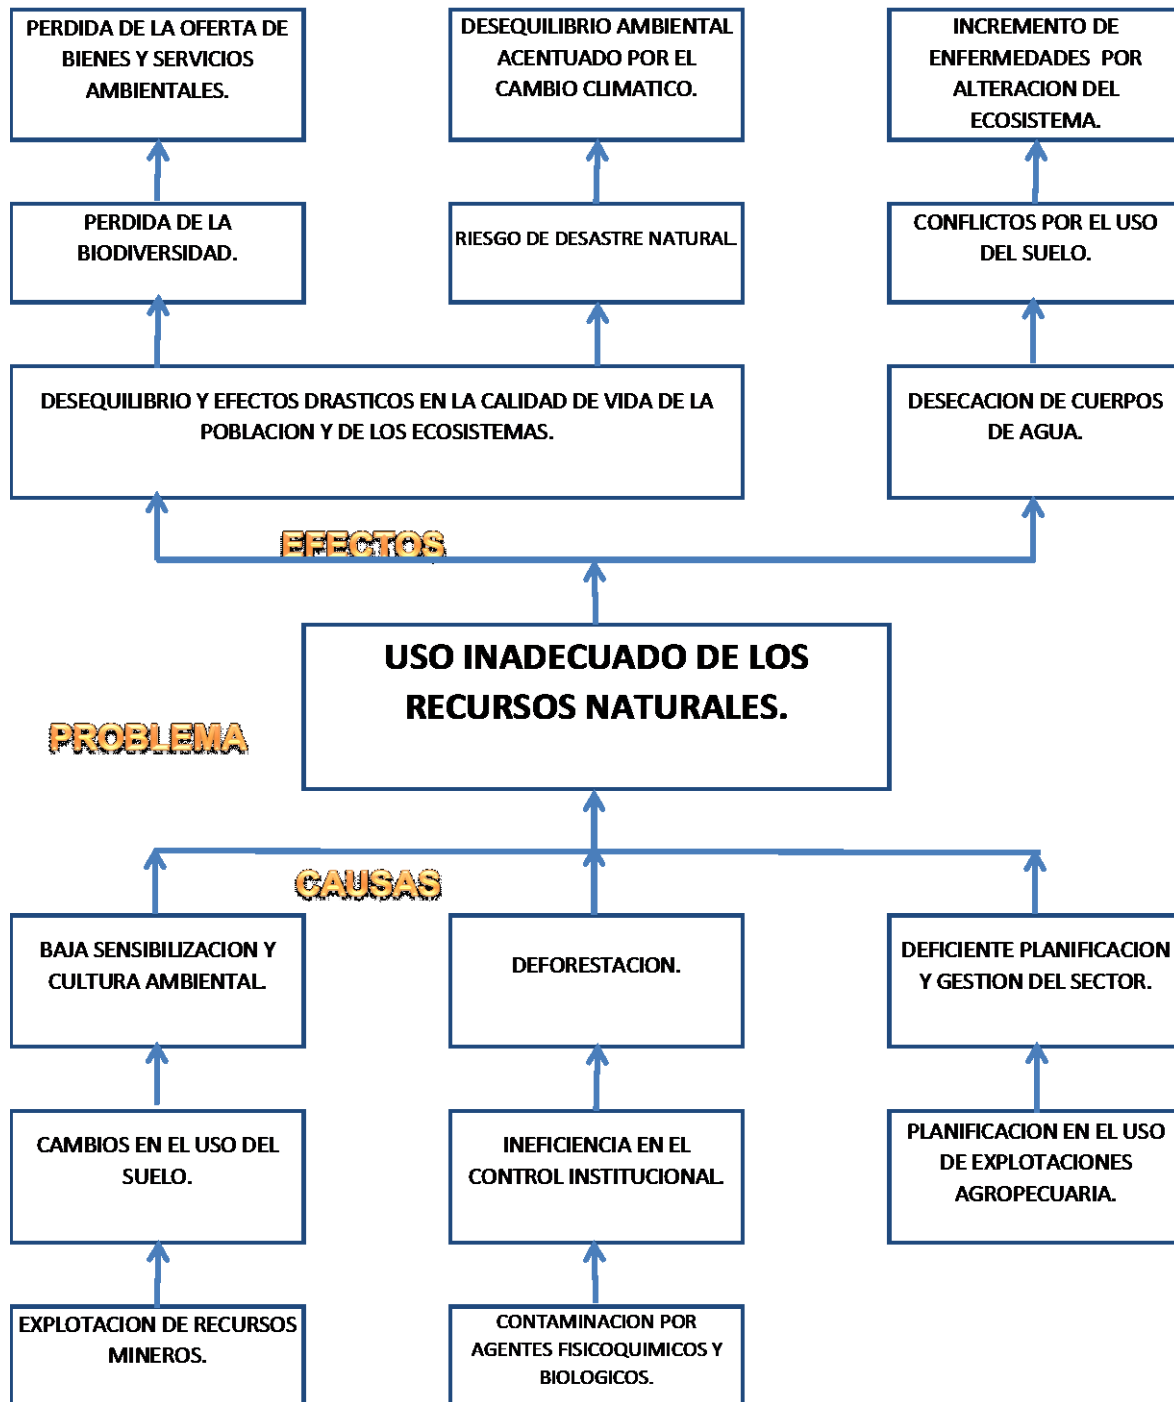 PERDIDA DE LA OFERTA DE
BIENES Y SERVICIOS
AMBIENTALES.
DESEQUILIBRIO AMBIENTAL
ACENTUADO POR EL
CAMBIO CLIMATICO.
INCREMENTO DE
ENFERMEDADES POR
ALTERACION DEL
ECOSISTEMA.
PERDIDA DE LA
BIODIVERSIDAD.
RIESGO DE DESASTRE NATURAL.
CONFLICTOS POR EL USO
DEL SUELO.
DESEQUILIBRIO Y EFECTOS DRASTICOS EN LA CALIDAD DE VIDA DE LA
POBLACION Y DE LOS ECOSISTEMAS.
DESECACION DE CUERPOS
DE AGUA.
EFECTOS
USO INADECUADO DE LOS
RECURSOS NATURALES.
PROBLEMA
CAUSAS
BAJA SENSIBILIZACION Y
CULTURA AMBIENTAL.
DEFORESTACION.
DEFICIENTE PLANIFICACION
Y GESTION DEL SECTOR.
CAMBIOS EN EL USO DEL
SUELO.
INEFICIENCIA EN EL
CONTROL INSTITUCIONAL.
PLANIFICACION EN EL USO
DE EXPLOTACIONES
AGROPECUARIA.
EXPLOTACION DE RECURSOS
MINEROS.
CONTAMINACION POR
AGENTES FISICOQUIMICOS Y
BIOLOGICOS.